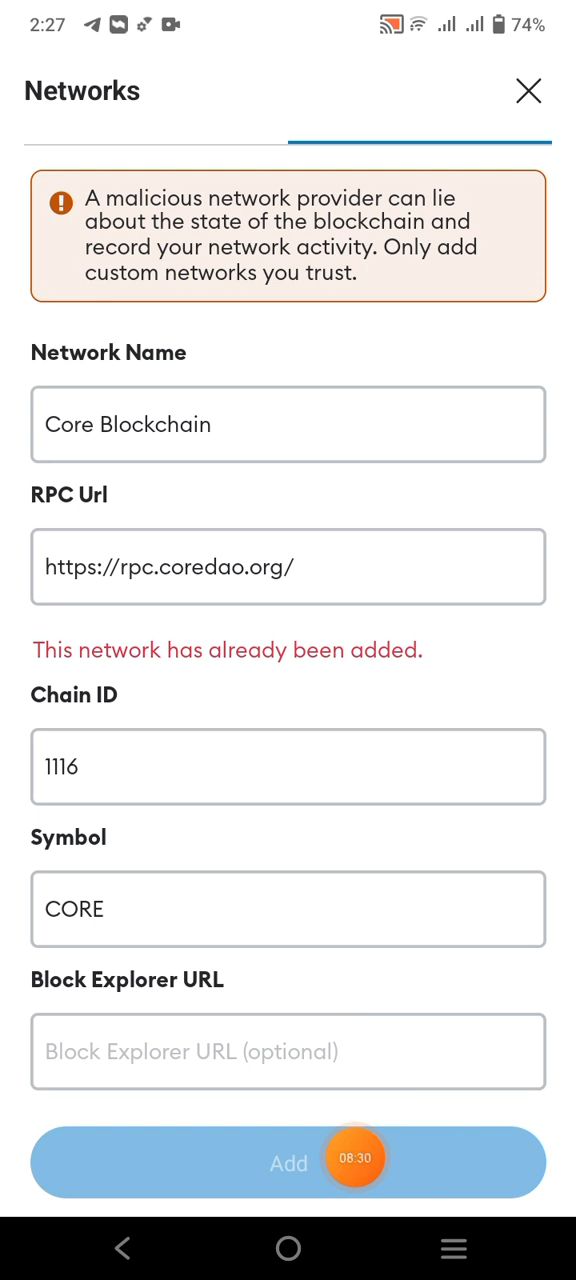 2:27
74%
Networks
A malicious network provider can lie
about the state of the blockchain and
record your network activity. Only add
custom networks you trust.
Network Name
Core Blockchain
RPC Url
https://rpc.coredao.org/
This network has already been added.
Chain ID
1116
Symbol
CORE
Block Explorer URL
Block Explorer URL (optional)
Add
08:30